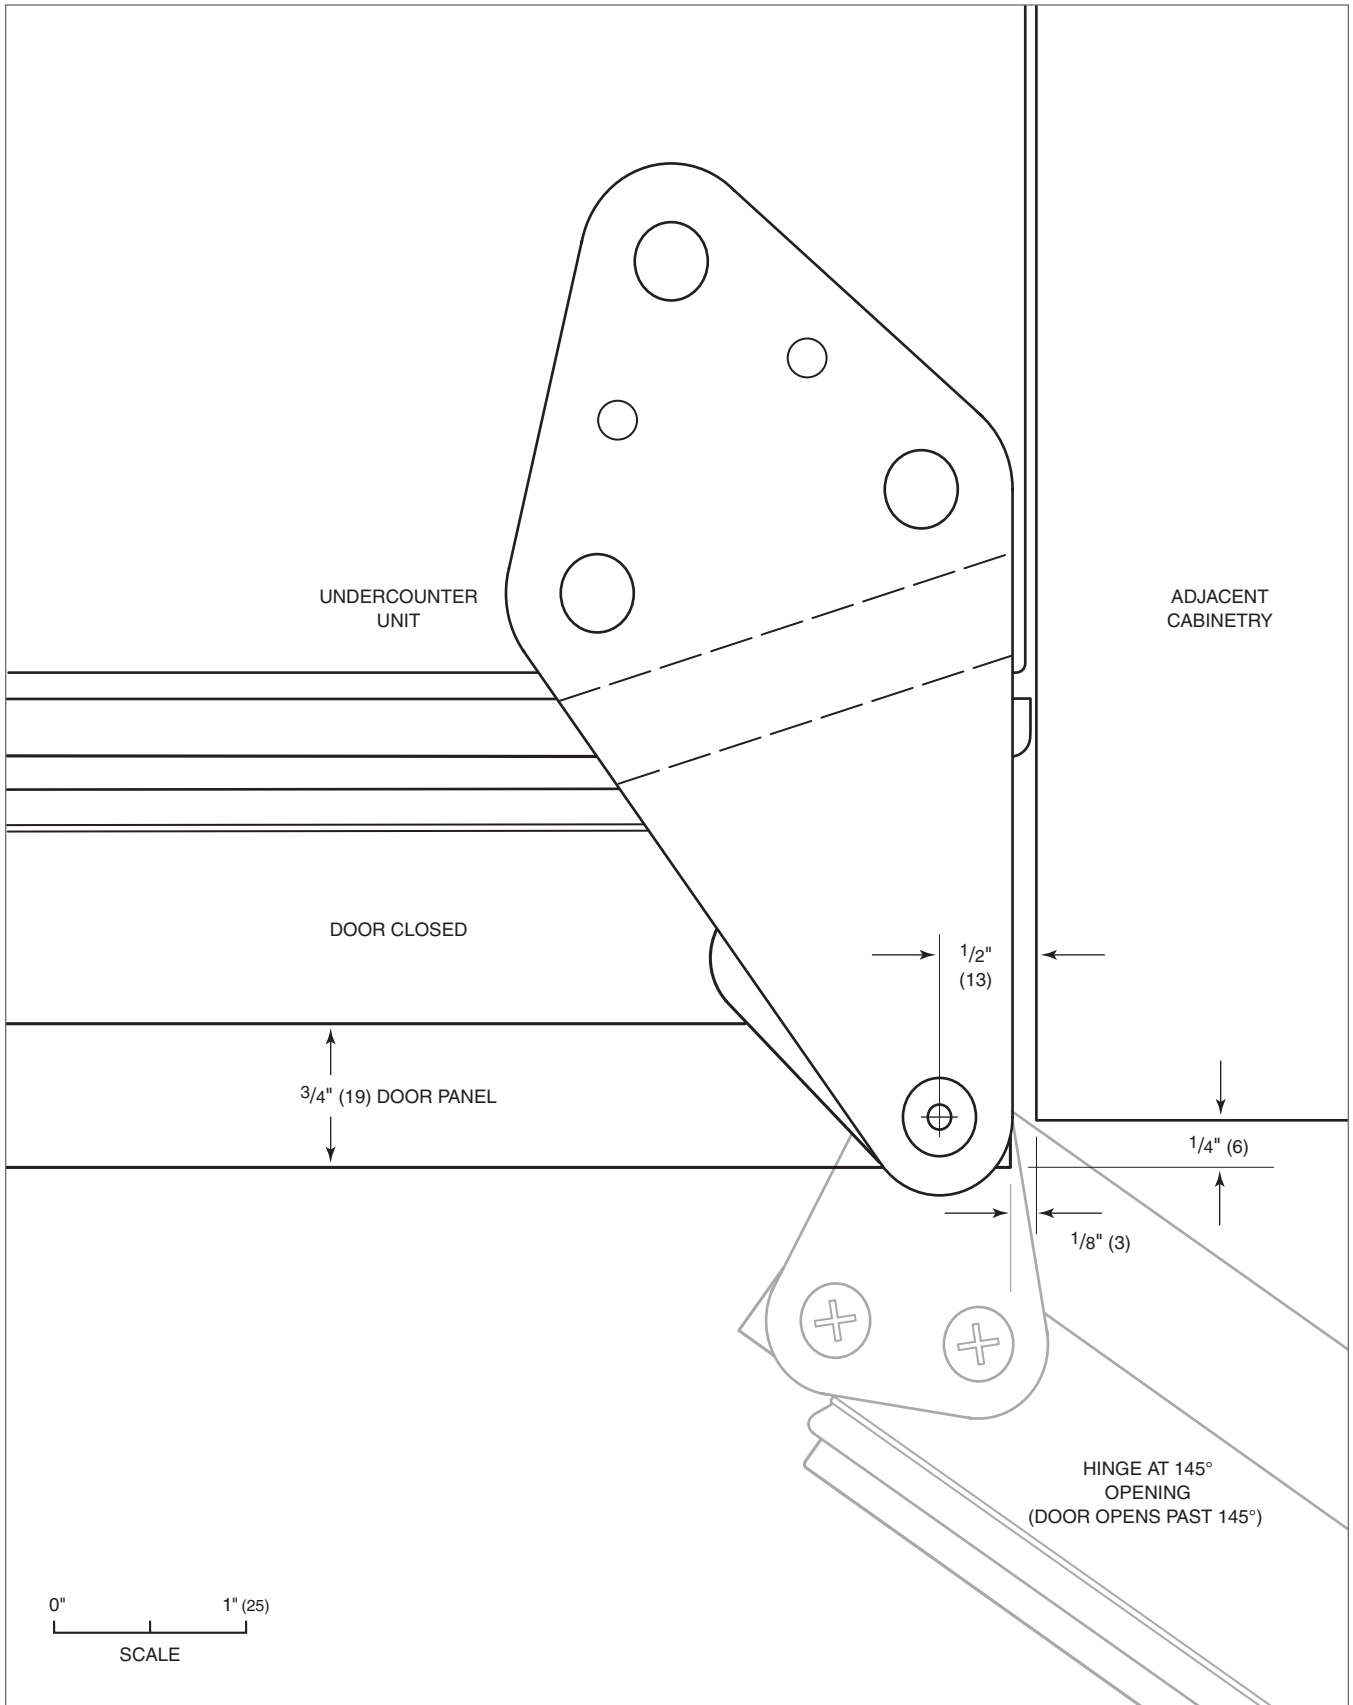 UNDERCOUNTER
UNIT
ADJACENT
CABINETRY
DOOR CLOSED
1/2"
(13)
3/4" (19) DOOR PANEL
1/4" (6)
1/8" (3)
HINGE AT 145°
OPENING
(DOOR OPENS PAST 145°)
0" 1" (25)
SCALE